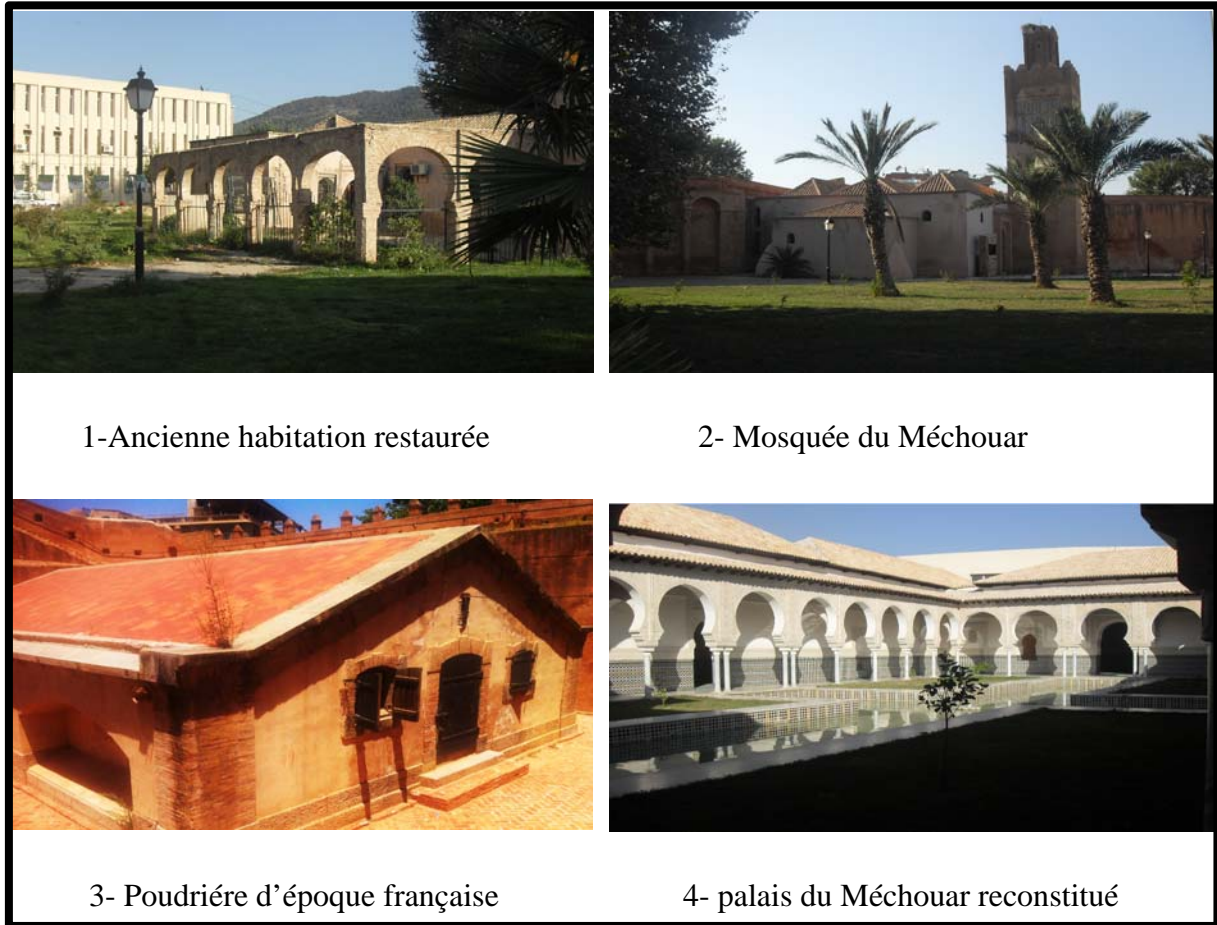 1-Ancienne habitation restaurée
2- Mosquée du Méchouar
3- Poudriére d'époque française
4- palais du Méchouar reconstitué